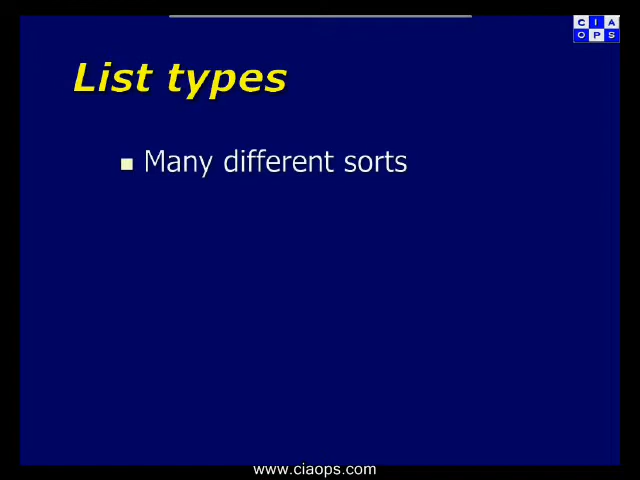 C I A
O P S
List types
Many different sorts
www.ciaops.com